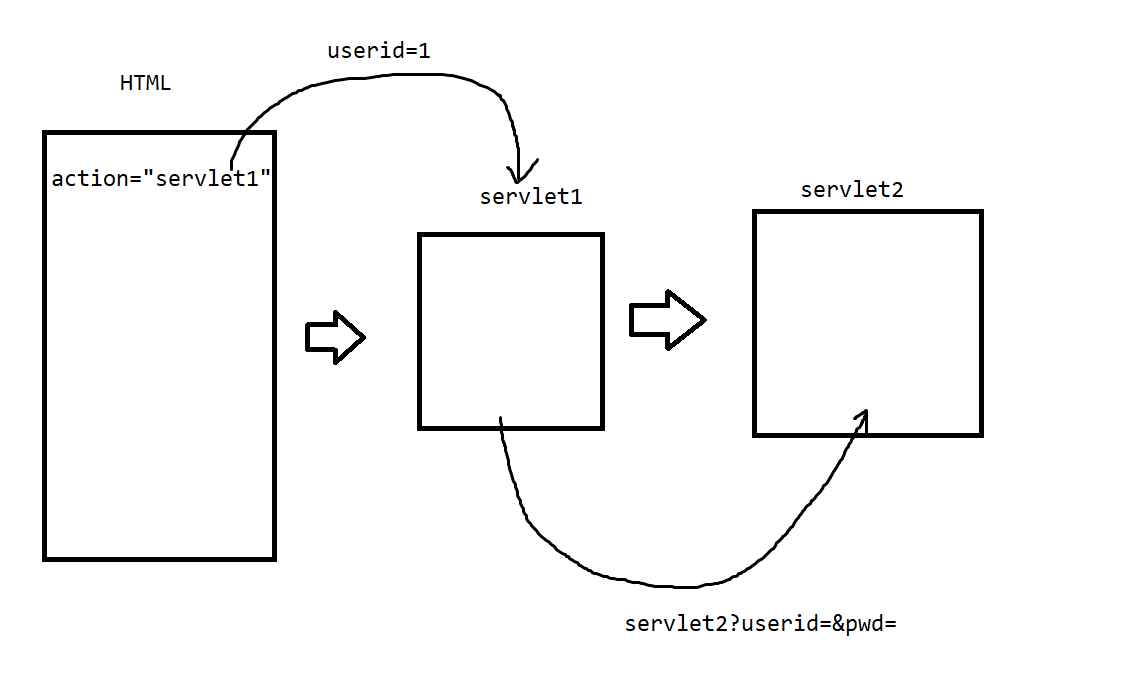 userid=1
HTML
action="servlet1"
servlet1
servlet2
servlet2?userid=&pwd=